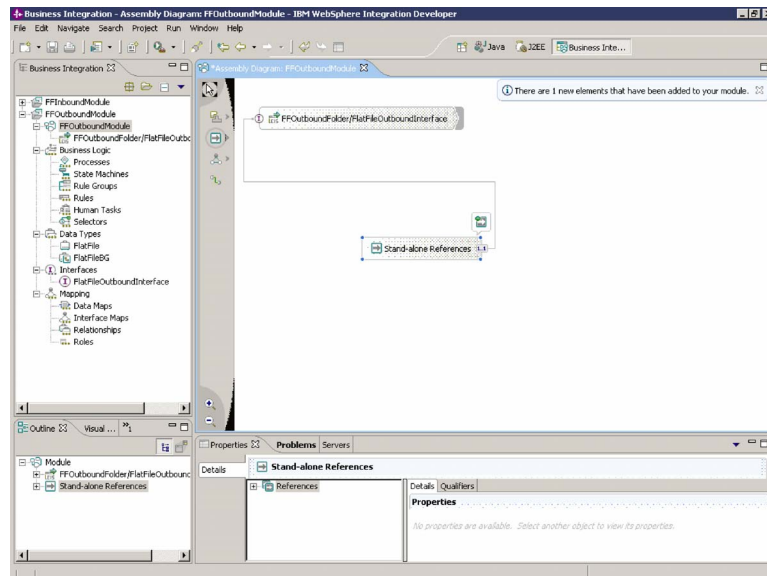 Business Integration - Assembly Diagram: FFOutboundModule - IBM WebSphere Integration Developer
File Edit Navigate Search Project Run Window Help
Java J2EE Business Inte...
Business Integration
FFInboundModule
FFOutboundModule
FFOutboundModule
FFOutboundFolder/FlatFileOutbo
Business Logic
Processes
State Machines
Rule Groups
Rules
Human Tasks
Selectors
Data Types
FlatFile
FlatFileBG
Interfaces
FlatFileOutboundInterface
Mapping
Data Maps
Interface Maps
Relationships
Roles
*Assembly Diagram: FFOutboundModule
There are 1 new elements that have been added to your module.
FFOutboundFolder/FlatFileOutboundInterface
Stand-alone References 1..1
Outline Visual ... »1
Module
FFOutboundFolder/FlatFileOutbounc
Stand-alone References
Properties Problems Servers
Details
Stand-alone References
References
Details Qualifiers
Properties
No properties are available. Select another object to view its properties.